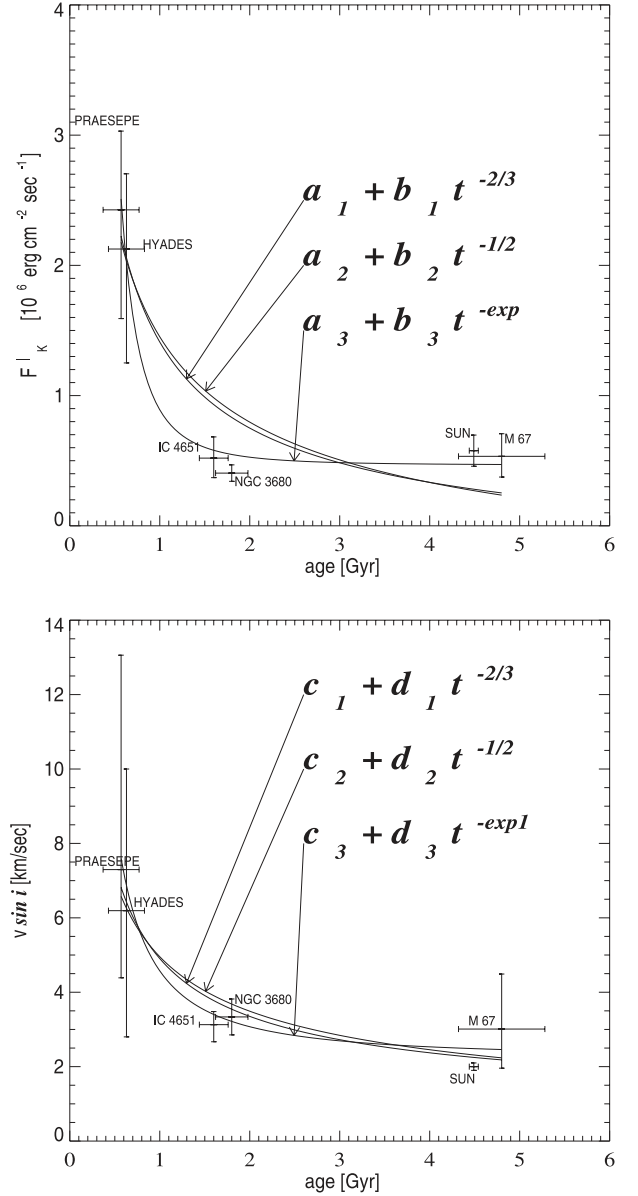 4
3
2
1
0
F'K [10⁶ erg cm⁻² sec⁻¹]
PRAESEPE
HYADES
a₁ + b₁ t^-2/3
a₂ + b₂ t^-1/2
a₃ + b₃ t^-exp
IC 4651
NGC 3680
SUN
M 67
0 1 2 3 4 5 6
age [Gyr]
14
12
10
8
6
4
2
0
v sin i [km/sec]
c₁ + d₁ t^-2/3
c₂ + d₂ t^-1/2
c₃ + d₃ t^-exp1
PRAESEPE
HYADES
NGC 3680
IC 4651
M 67
SUN
0 1 2 3 4 5 6
age [Gyr]